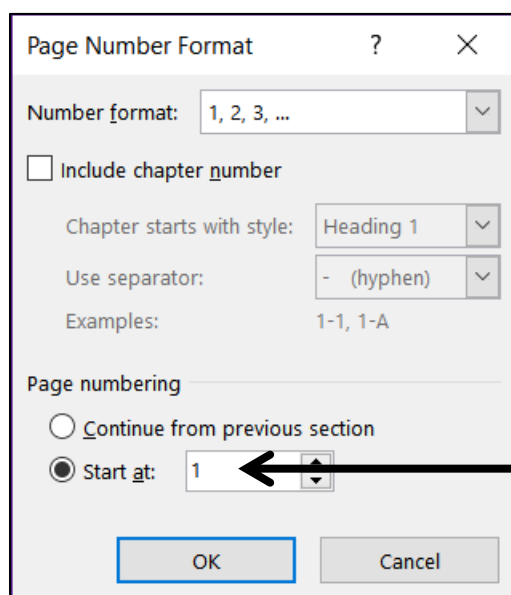 Page Number Format ?
Number format: 1, 2, 3, ...
Include chapter number
Chapter starts with style: Heading 1
Use separator: - (hyphen)
Examples: 1-1, 1-A
Page numbering
Continue from previous section
Start at: 1
OK Cancel